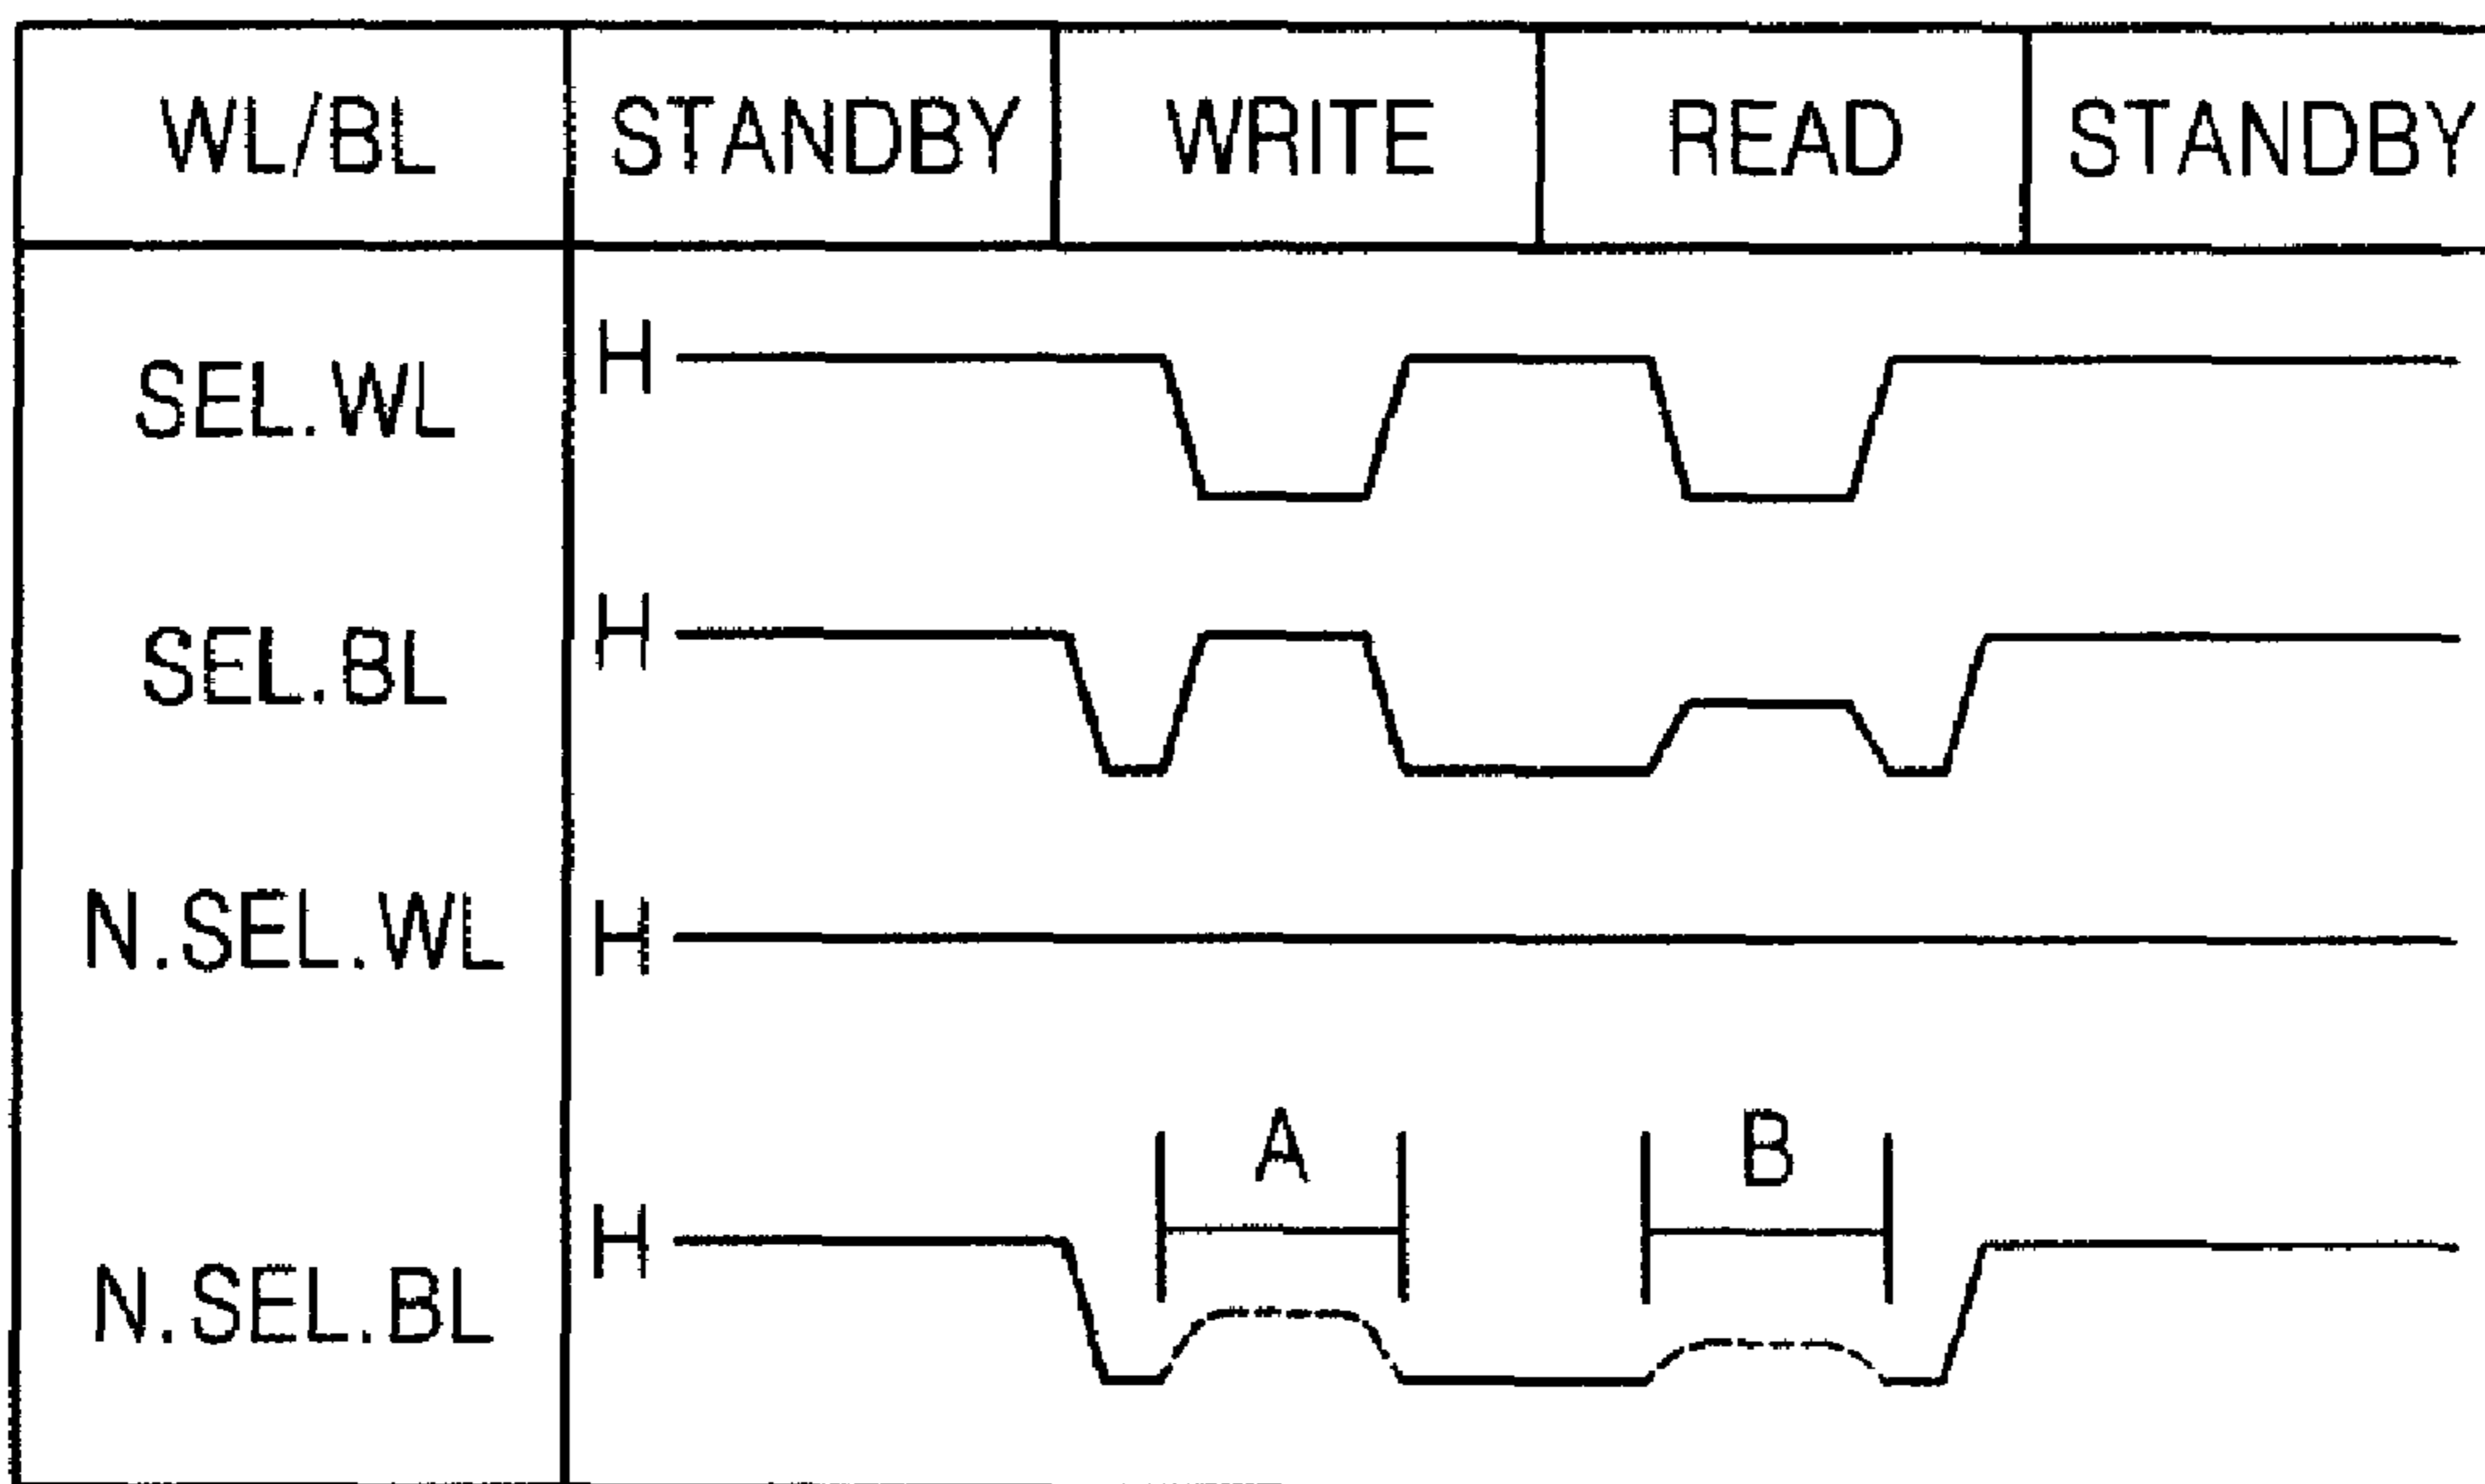 WL/BL STANDBY WRITE READ STANDBY
SEL.WL H
SEL.BL H
N.SEL.WL H
A B
N.SEL.BL H